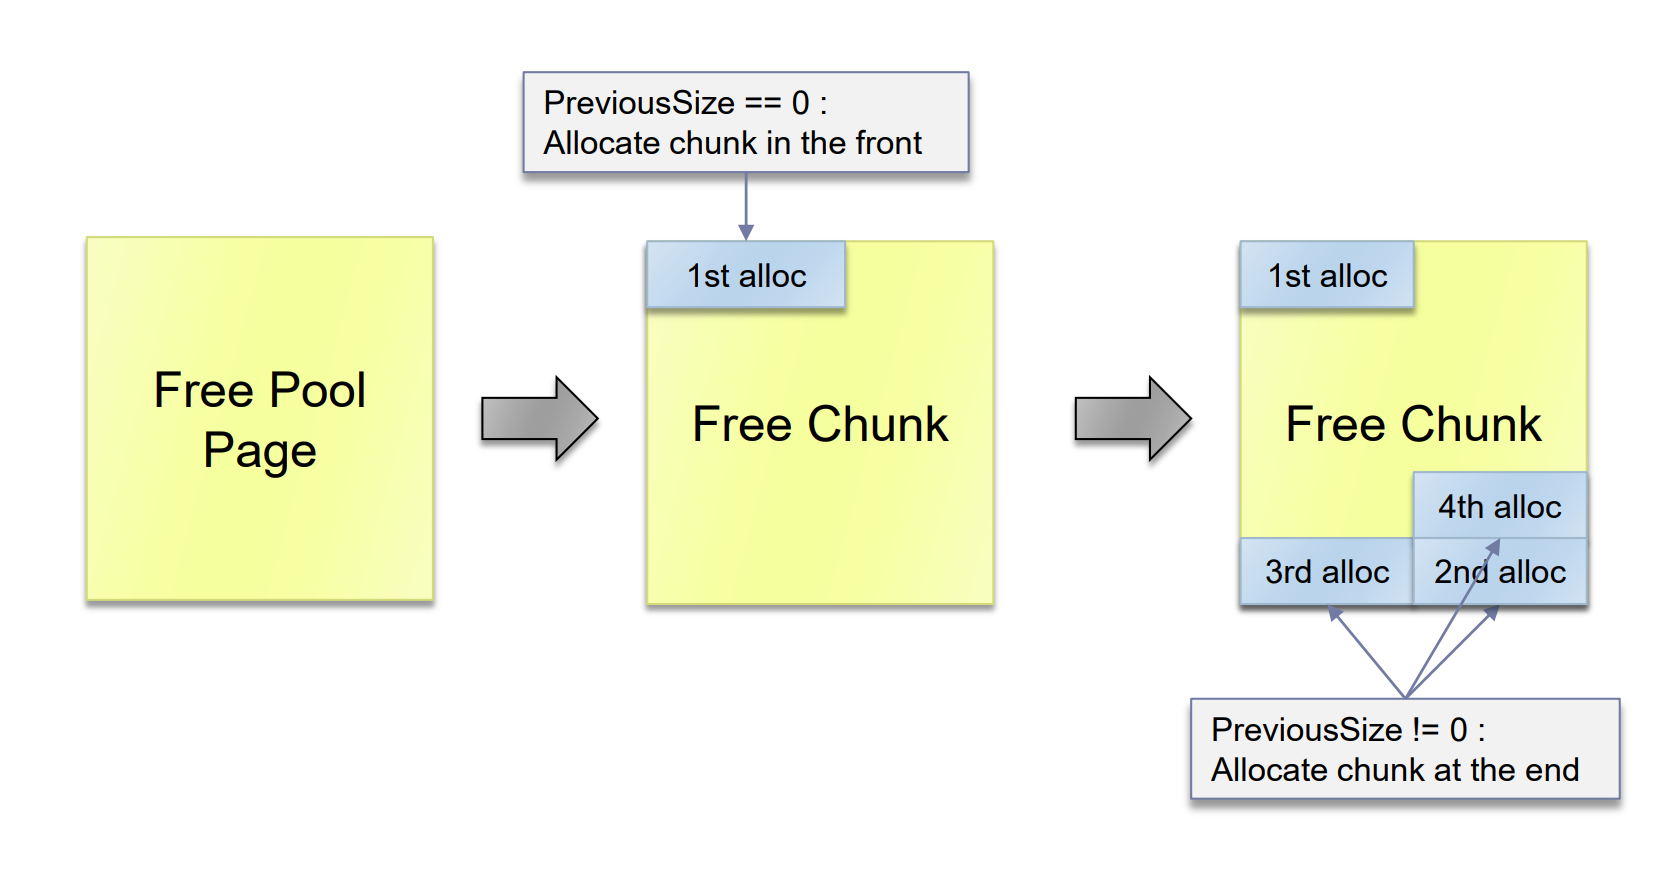 PreviousSize == 0 :
Allocate chunk in the front
Free Pool
Page
1st alloc
Free Chunk
1st alloc
Free Chunk
4th alloc
3rd alloc
2nd alloc
PreviousSize != 0 :
Allocate chunk at the end